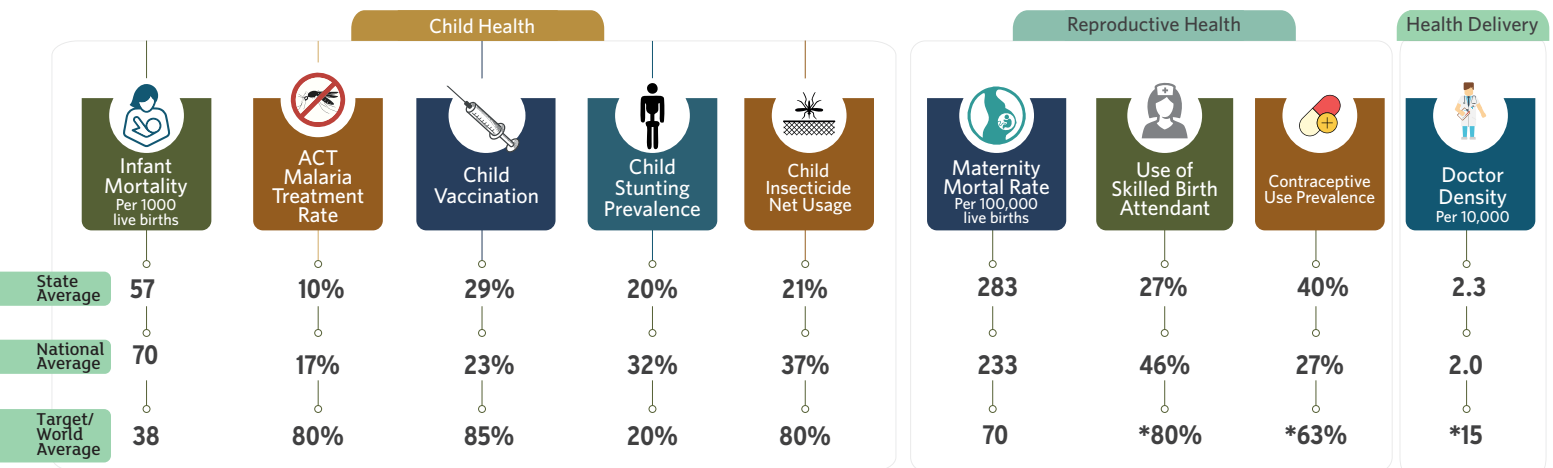 Child Health
Reproductive Health
Health Delivery
Infant
Mortality
Per 1000
live births
ACT
Malaria
Treatment
Rate
Child
Vaccination
Child
Stunting
Prevalence
Child
Insecticide
Net Usage
Maternity
Mortal Rate
Per 100,000
live births
Use of
Skilled Birth
Attendant
Contraceptive
Use Prevalence
Doctor
Density
Per 10,000
State
Average
57 10% 29% 20% 21% 283 27% 40% 2.3
National
Average
70 17% 23% 32% 37% 233 46% 27% 2.0
Target/
World
Average
38 80% 85% 20% 80% 70 *80% *63% *15